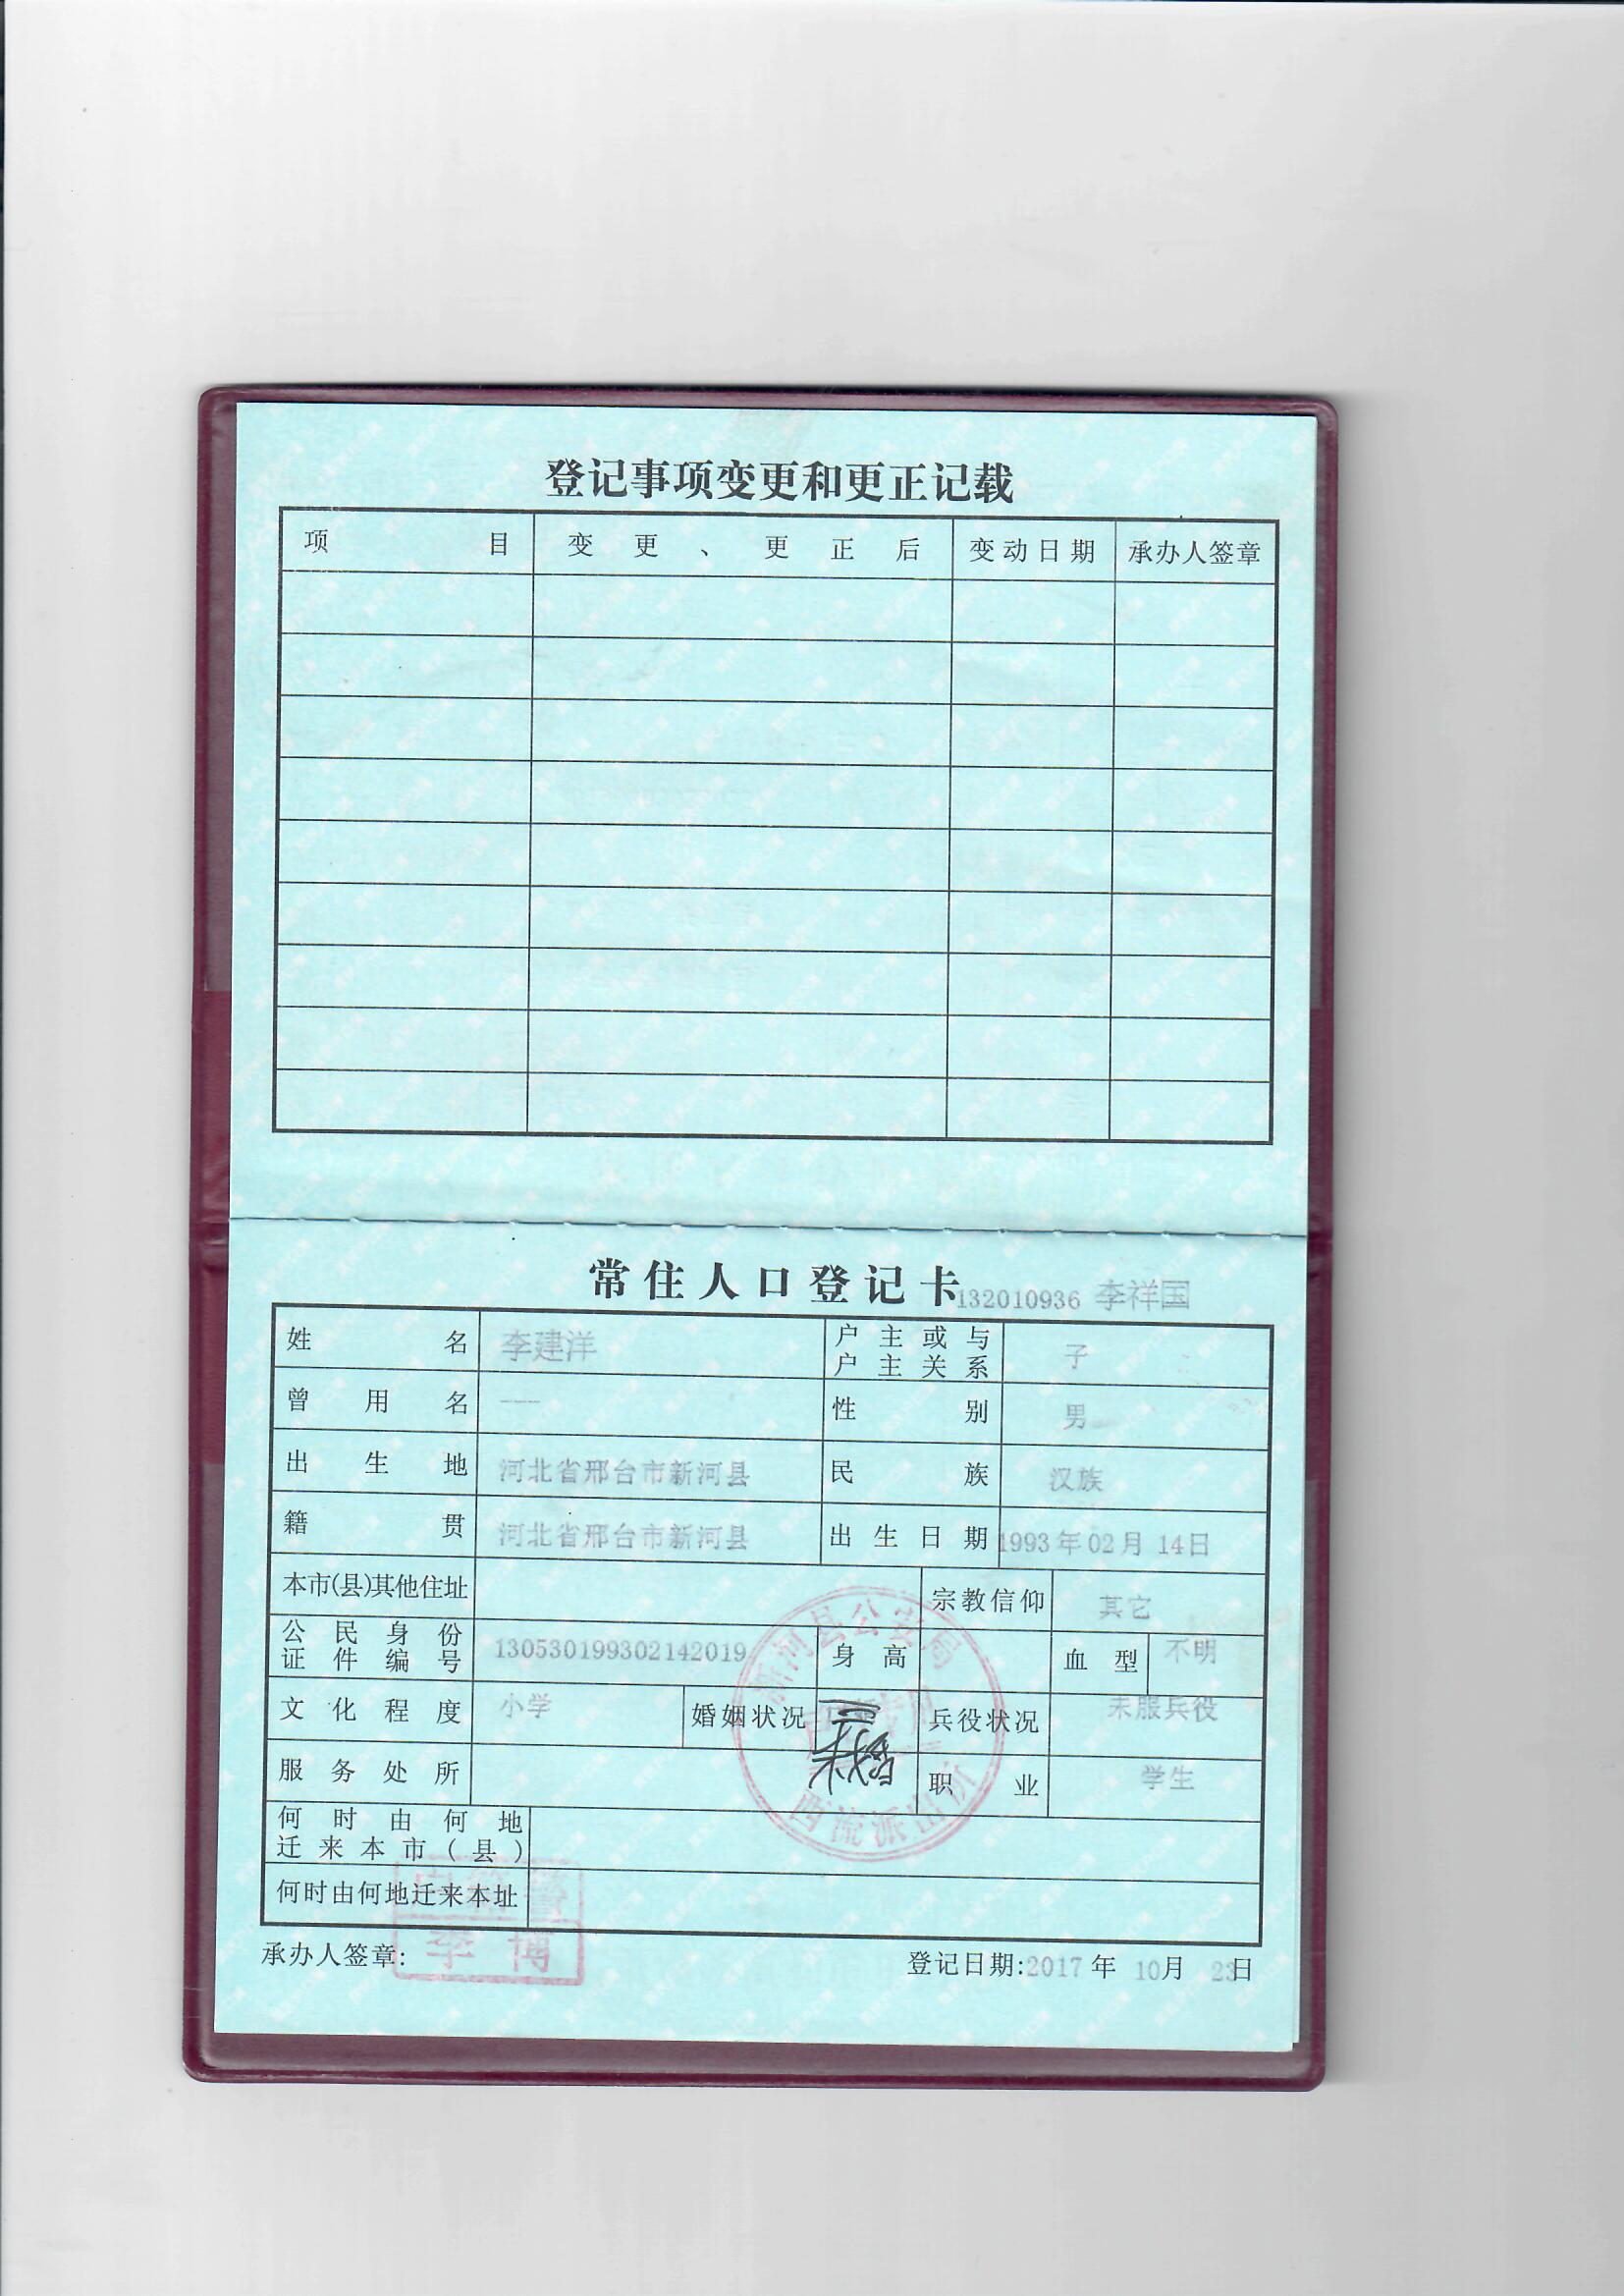 登记事项变更和更正记载
项目 变更、更正后 变动日期 承办人签章
常住人口登记卡 132010936 李祥国
姓名 李建洋 户主或与户主关系 子
曾用名 —— 性别 男
出生地 河北省邢台市新河县 民族 汉族
籍贯 河北省邢台市新河县 出生日期 1993年02月14日
本市(县)其他住址 宗教信仰 其它
公民身份证件编号 130530199302142019 身高 血型 不明
文化程度 小学 婚姻状况 未婚 兵役状况 未服兵役
服务处所 职业 学生
何时由何地迁来本市(县)
何时由何地迁来本址
承办人签章: 李博 登记日期:2017年10月23日
新河县公安局
西流派出所